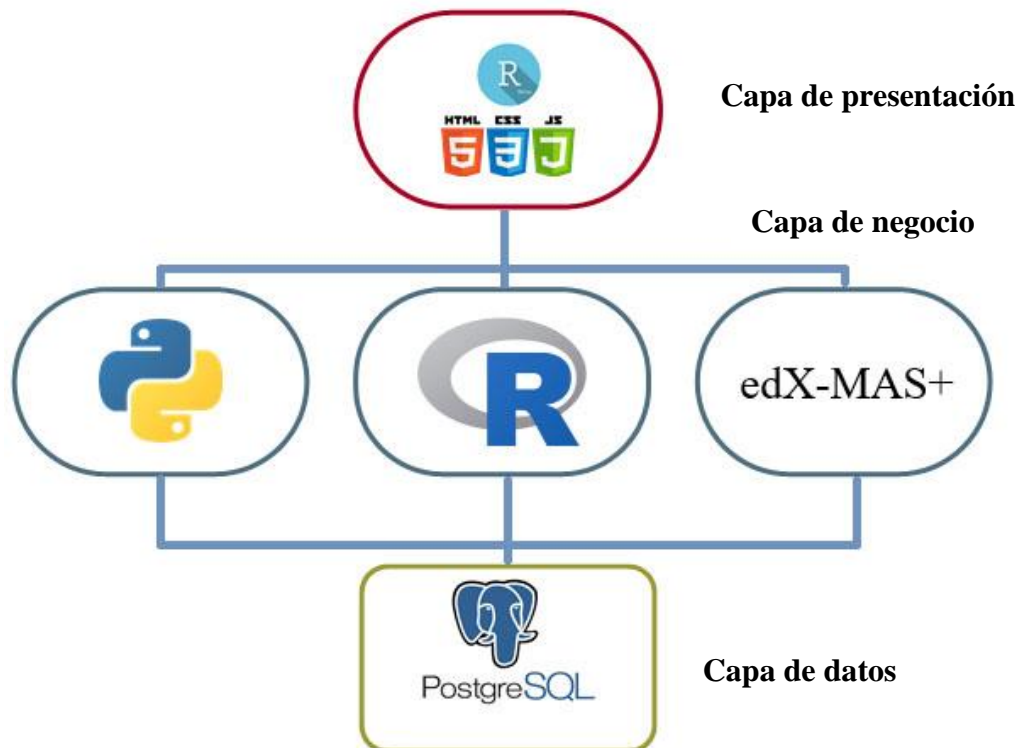 R
HTML CSS JS
5 3 J
Capa de presentación
Capa de negocio
R
edX-MAS+
PostgreSQL
Capa de datos